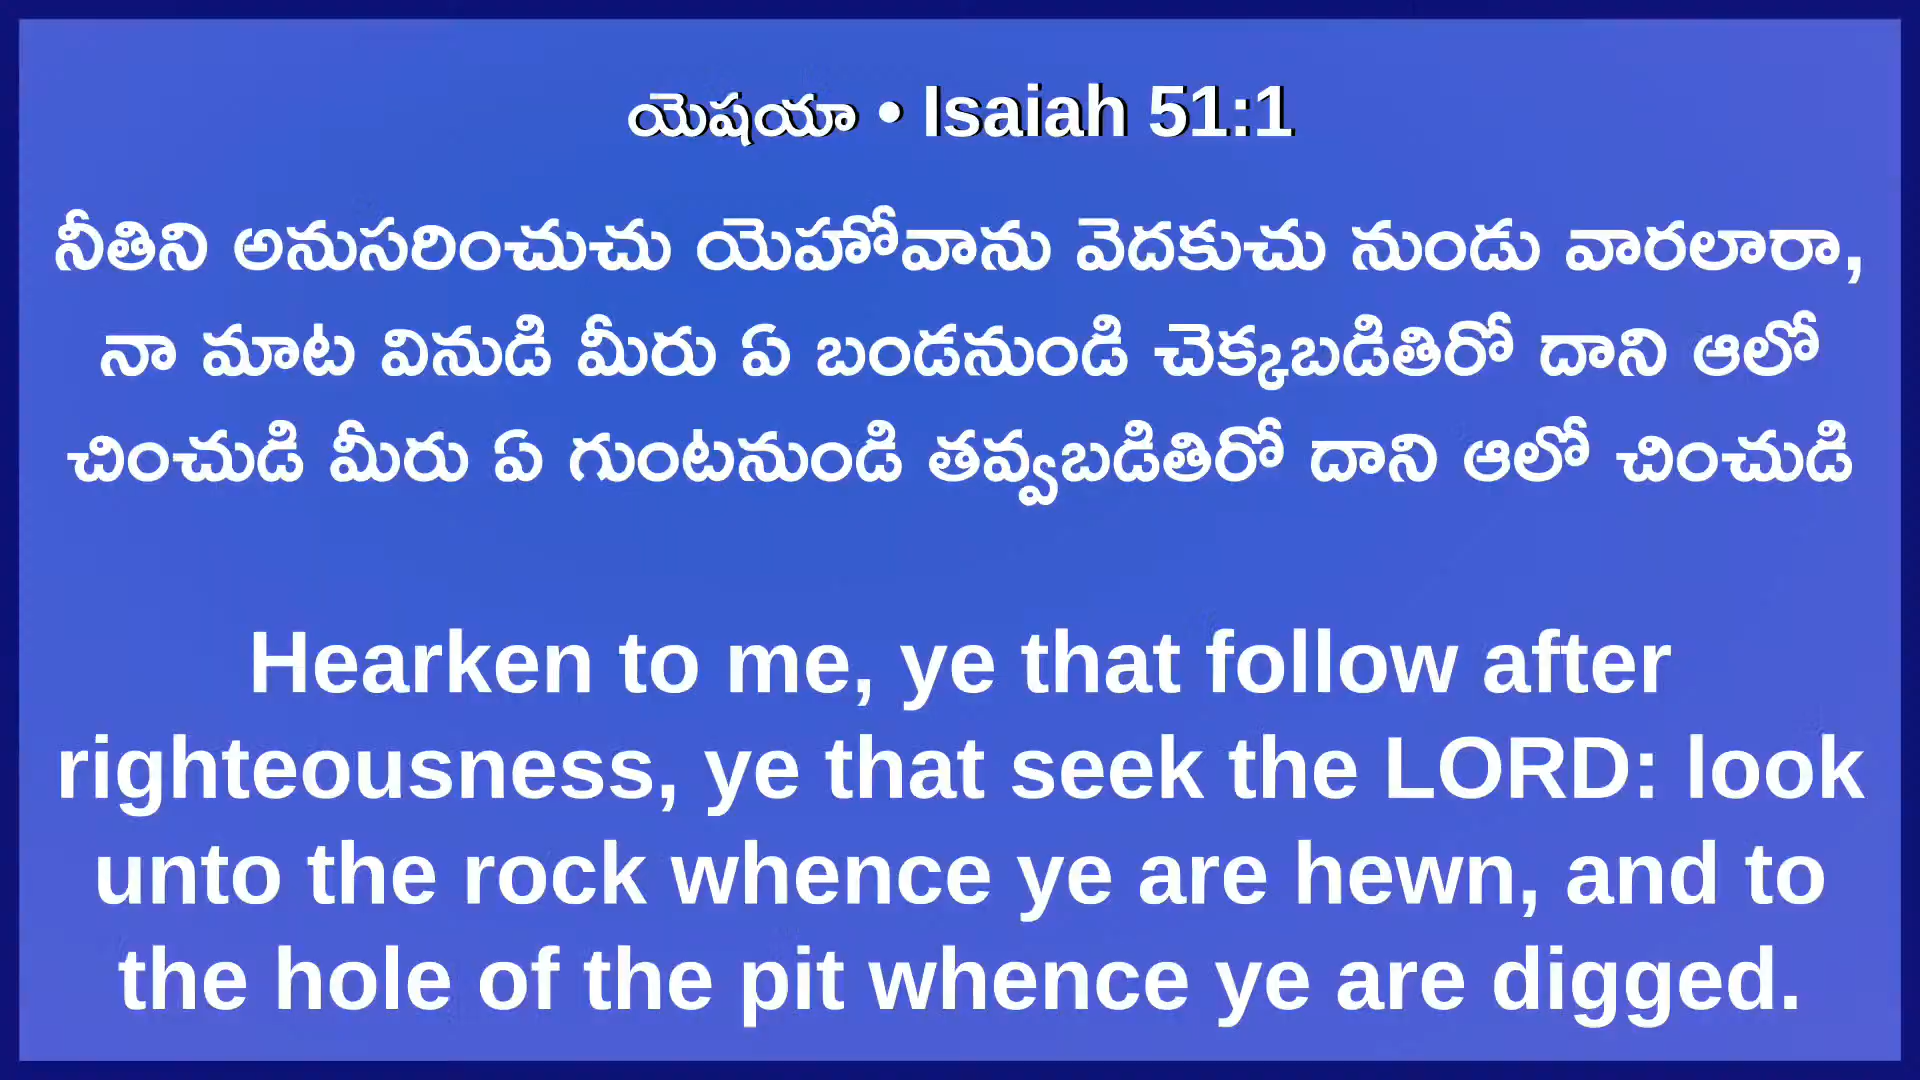 యెషయా • Isaiah 51:1
నీతిని అనుసరించుచు యెహోవాను వెదకుచు నుండు వారలారా,
నా మాట వినుడి మీరు ఏ బండనుండి చెక్కబడితిరో దాని ఆలో
చించుడి మీరు ఏ గుంటనుండి తవ్వబడితిరో దాని ఆలో చించుడి
Hearken to me, ye that follow after
righteousness, ye that seek the LORD: look
unto the rock whence ye are hewn, and to
the hole of the pit whence ye are digged.